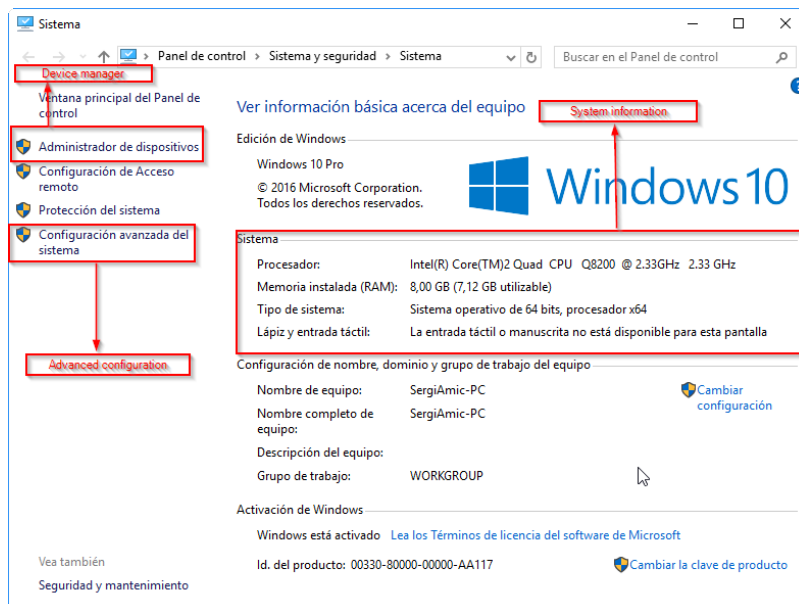 Sistema
Panel de control > Sistema y seguridad > Sistema
Buscar en el Panel de control
Device manager
Ventana principal del Panel de
control
Administrador de dispositivos
Configuración de Acceso
remoto
Protección del sistema
Configuración avanzada del
sistema
Advanced configuration
Vea también
Seguridad y mantenimiento
Ver información básica acerca del equipo
System information
?
Edición de Windows
Windows 10 Pro
© 2016 Microsoft Corporation.
Todos los derechos reservados.
Windows 10
Sistema
Procesador: Intel(R) Core(TM)2 Quad CPU Q8200 @ 2.33GHz 2.33 GHz
Memoria instalada (RAM): 8,00 GB (7,12 GB utilizable)
Tipo de sistema: Sistema operativo de 64 bits, procesador x64
Lápiz y entrada táctil: La entrada táctil o manuscrita no está disponible para esta pantalla
Configuración de nombre, dominio y grupo de trabajo del equipo
Nombre de equipo: SergiAmic-PC
Cambiar
configuración
Nombre completo de
equipo: SergiAmic-PC
Descripción del equipo:
Grupo de trabajo: WORKGROUP
Activación de Windows
Windows está activado Lea los Términos de licencia del software de Microsoft
Id. del producto: 00330-80000-00000-AA117
Cambiar la clave de producto